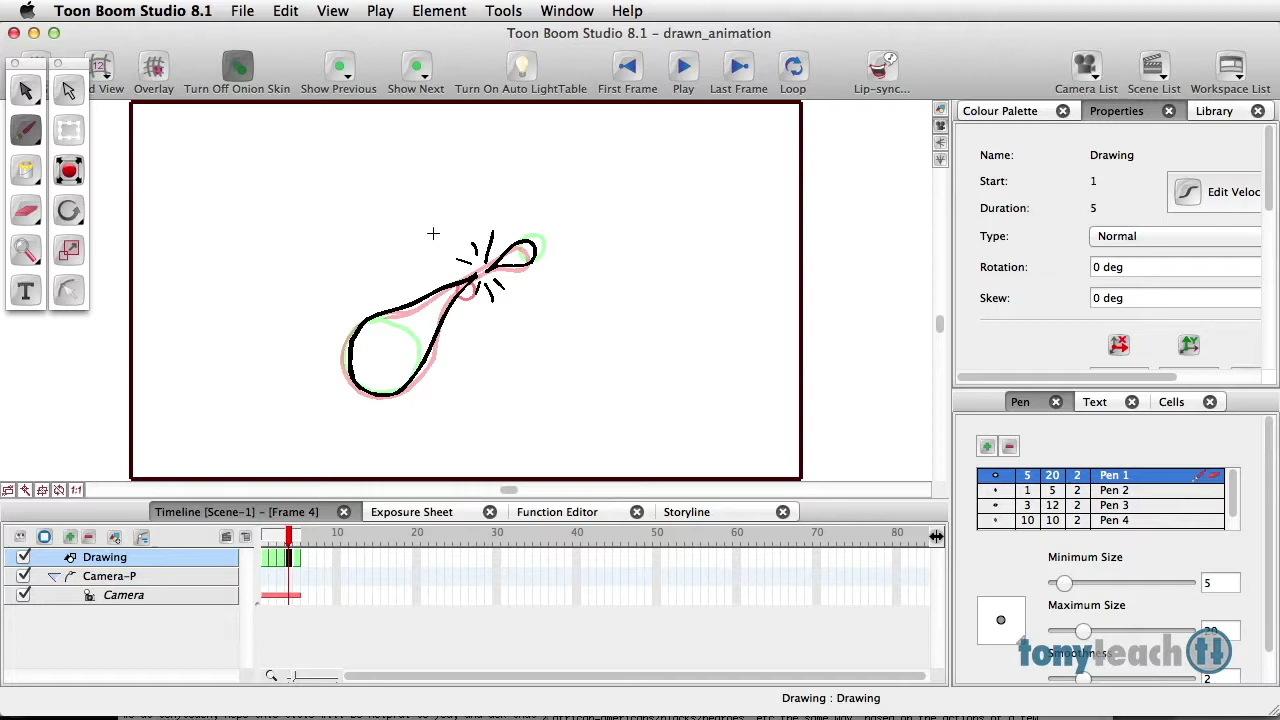 Toon Boom Studio 8.1 File Edit View Play Element Tools Window Help
Toon Boom Studio 8.1 - drawn_animation
d View Overlay Turn Off Onion Skin Show Previous Show Next Turn On Auto LightTable First Frame Play Last Frame Loop Lip-sync... Camera List Scene List Workspace List
Colour Palette Properties Library
Name: Drawing
Start: 1
Edit Veloc
Duration: 5
Type: Normal
Rotation: 0 deg
Skew: 0 deg
T
Pen Text Cells
5 20 2 Pen 1
1 5 2 Pen 2
3 12 2 Pen 3
10 10 2 Pen 4
1:1
Timeline [Scene-1] - [Frame 4] Exposure Sheet Function Editor Storyline
10 20 30 40 50 60 70 80
Drawing
Camera-P
Camera
Minimum Size
5
Maximum Size
20
Smoothness
2
tonyteach
Drawing : Drawing